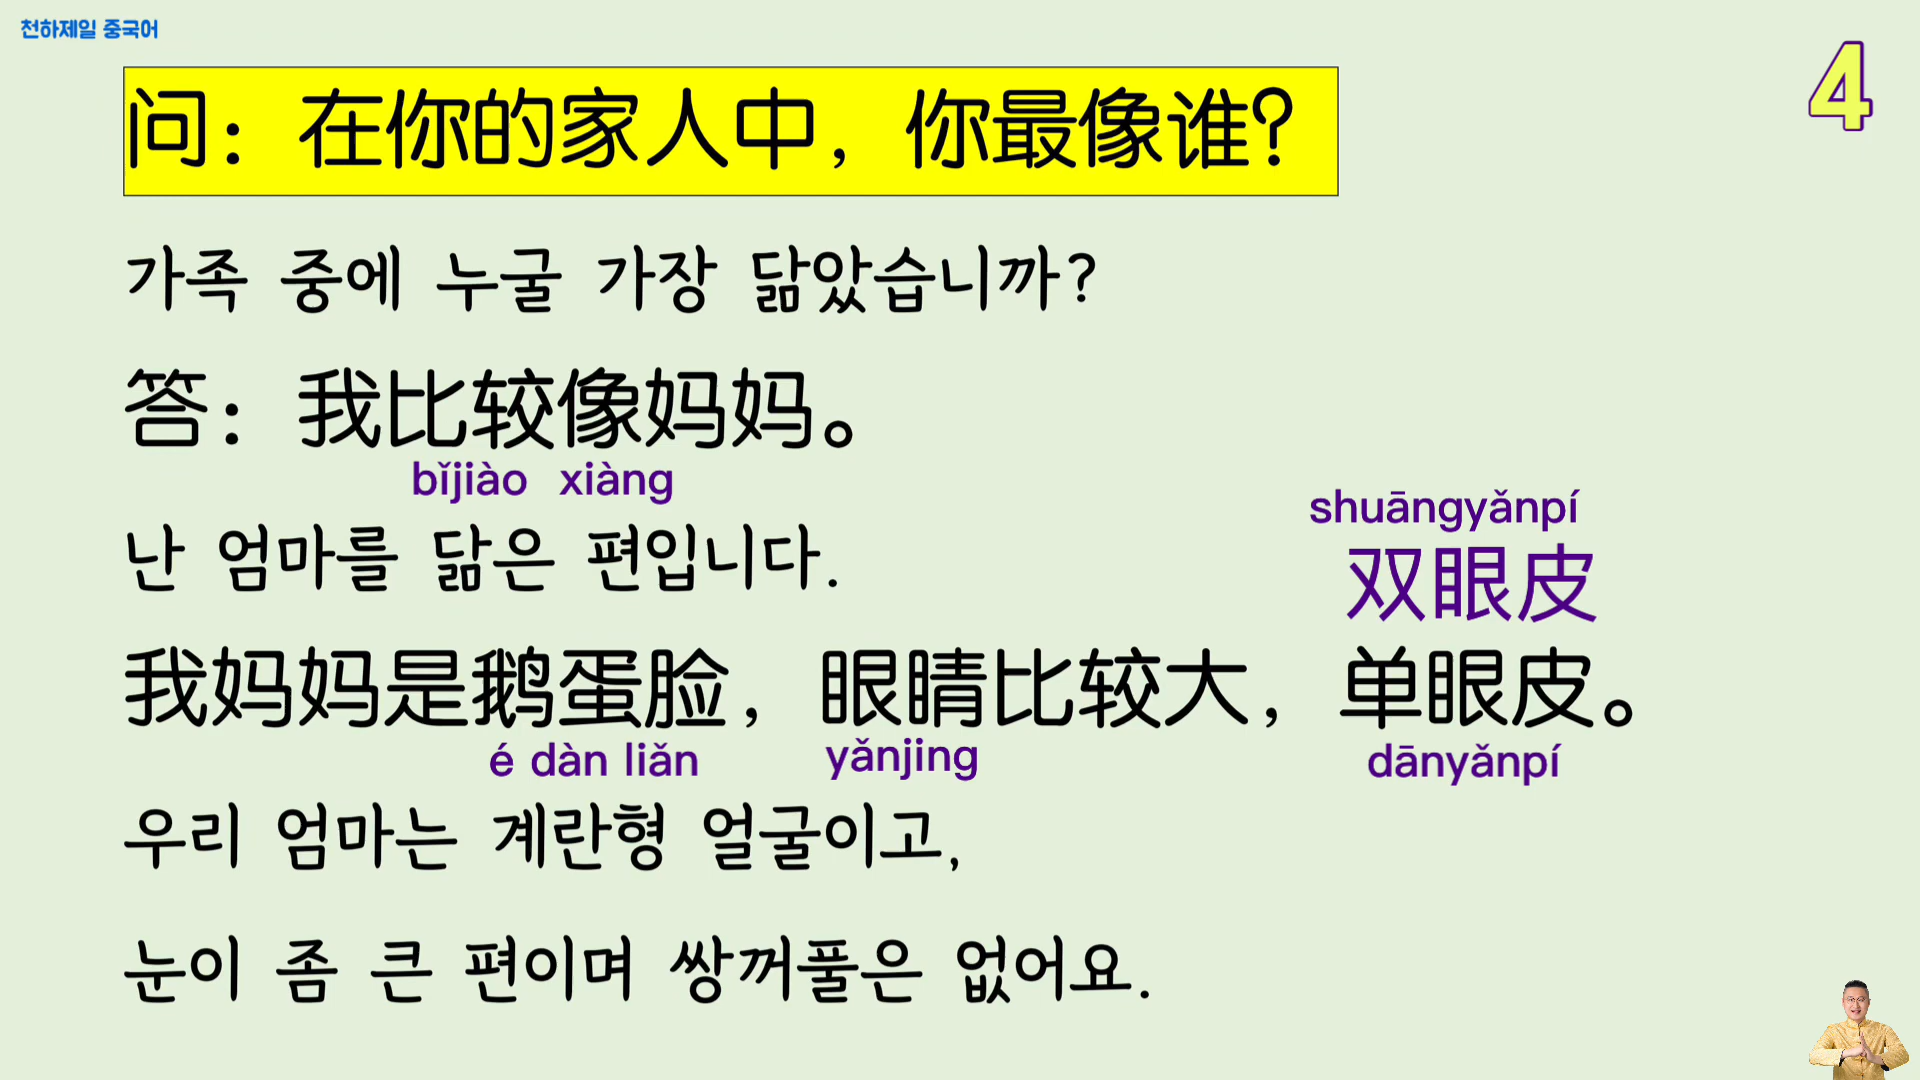 천하제일 중국어
4
问：在你的家人中，你最像谁？
가족 중에 누굴 가장 닮았습니까?
答：我比较像妈妈。
bǐjiào xiàng
난 엄마를 닮은 편입니다.
shuāngyǎnpí
双眼皮
我妈妈是鹅蛋脸，眼睛比较大，单眼皮。
é dàn liǎn yǎnjing dānyǎnpí
우리 엄마는 계란형 얼굴이고,
눈이 좀 큰 편이며 쌍꺼풀은 없어요.